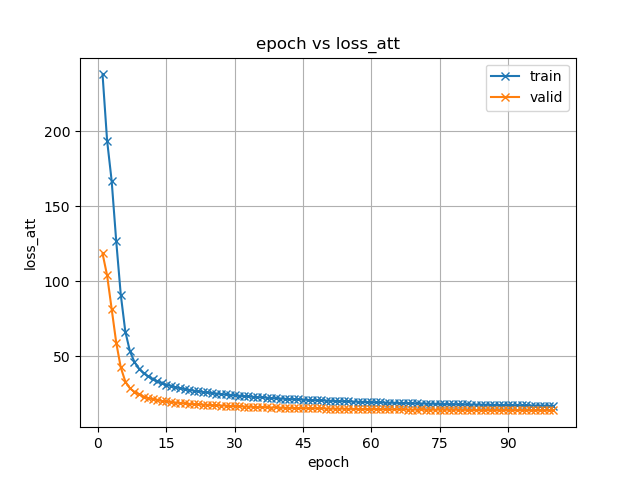 epoch vs loss_att
train
valid
200
150
100
50
loss_att
0 15 30 45 60 75 90
epoch